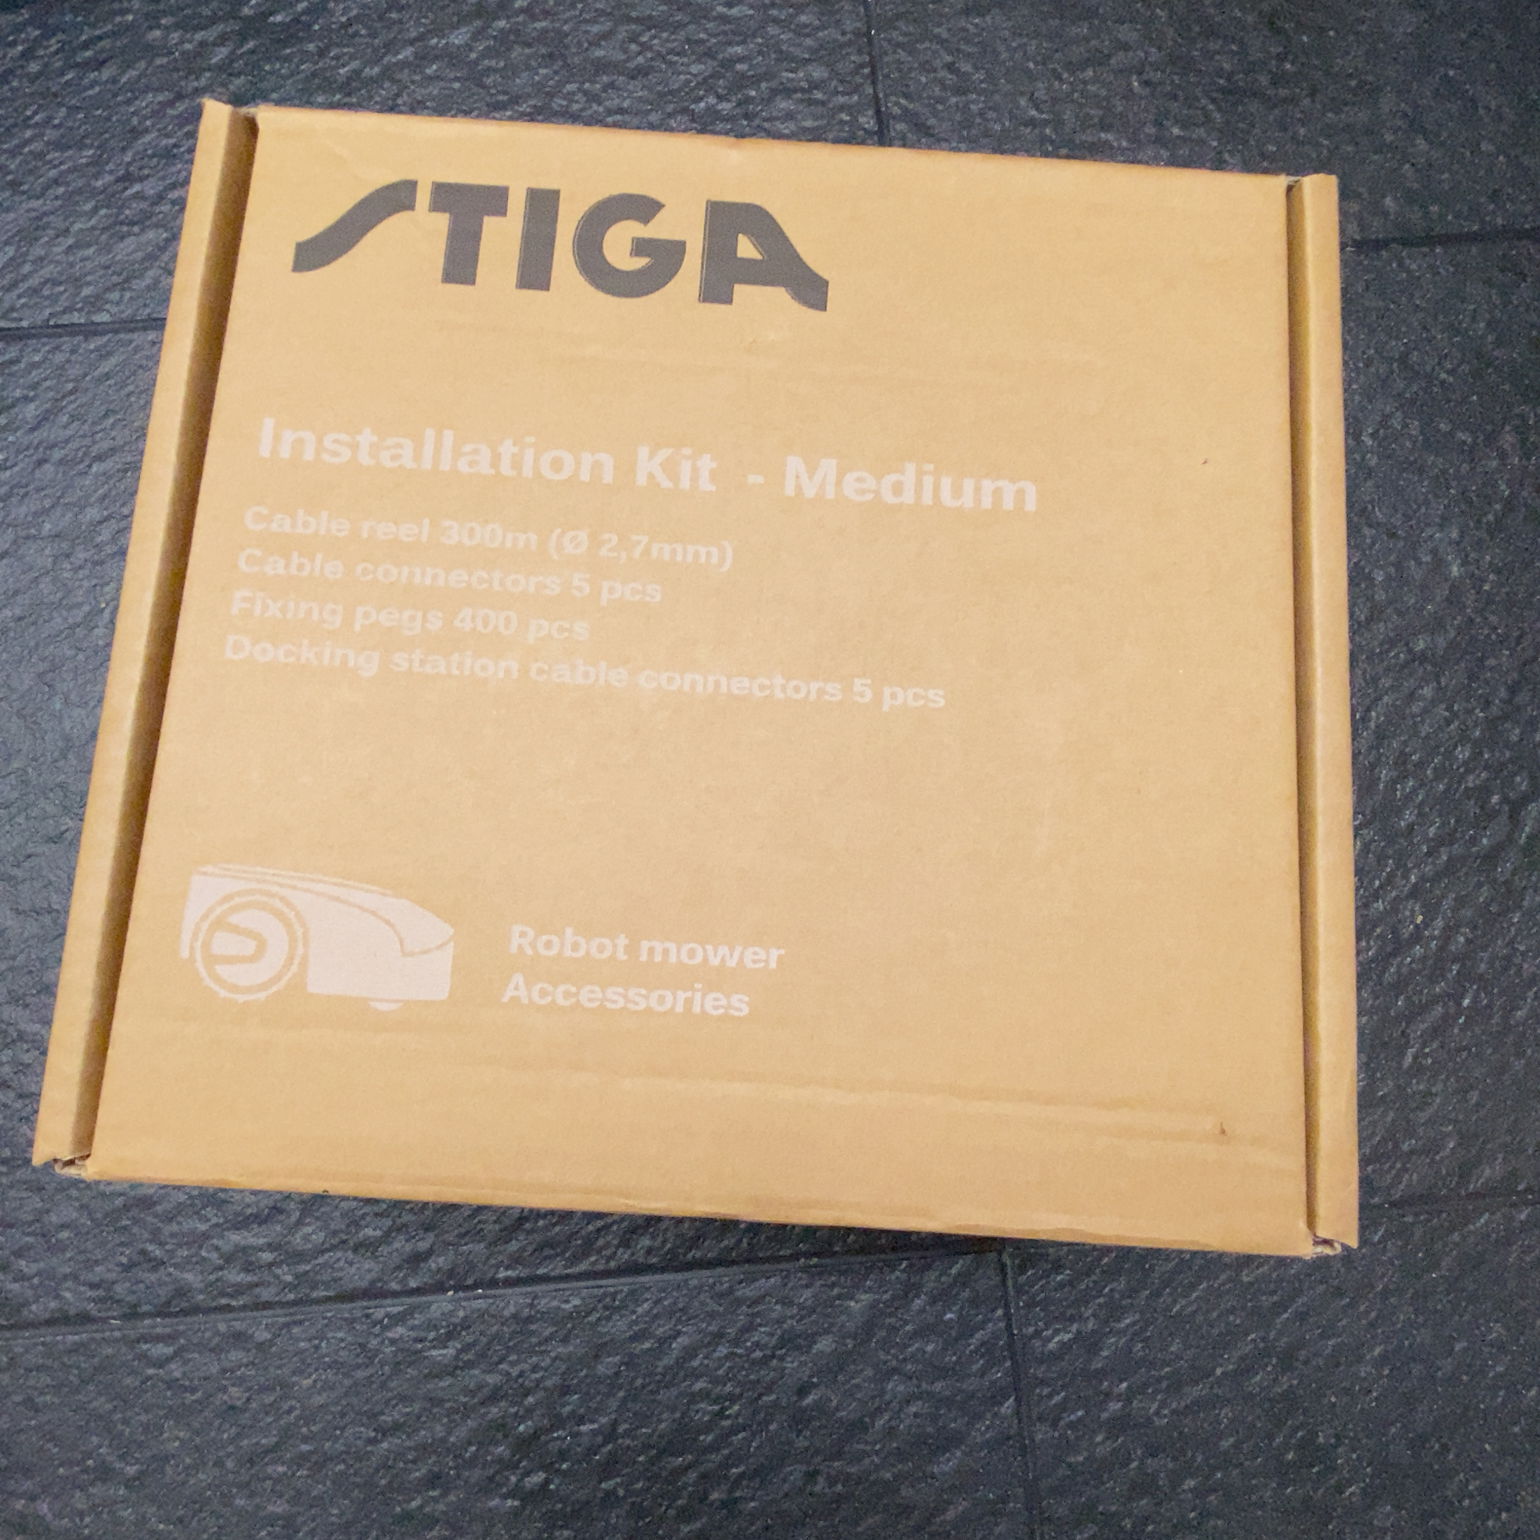 STIGA
Installation Kit - Medium
Cable reel 300m (Ø 2,7mm)
Cable connectors 5 pcs
Fixing pegs 400 pcs
Docking station cable connectors 5 pcs
Robot mower
Accessories